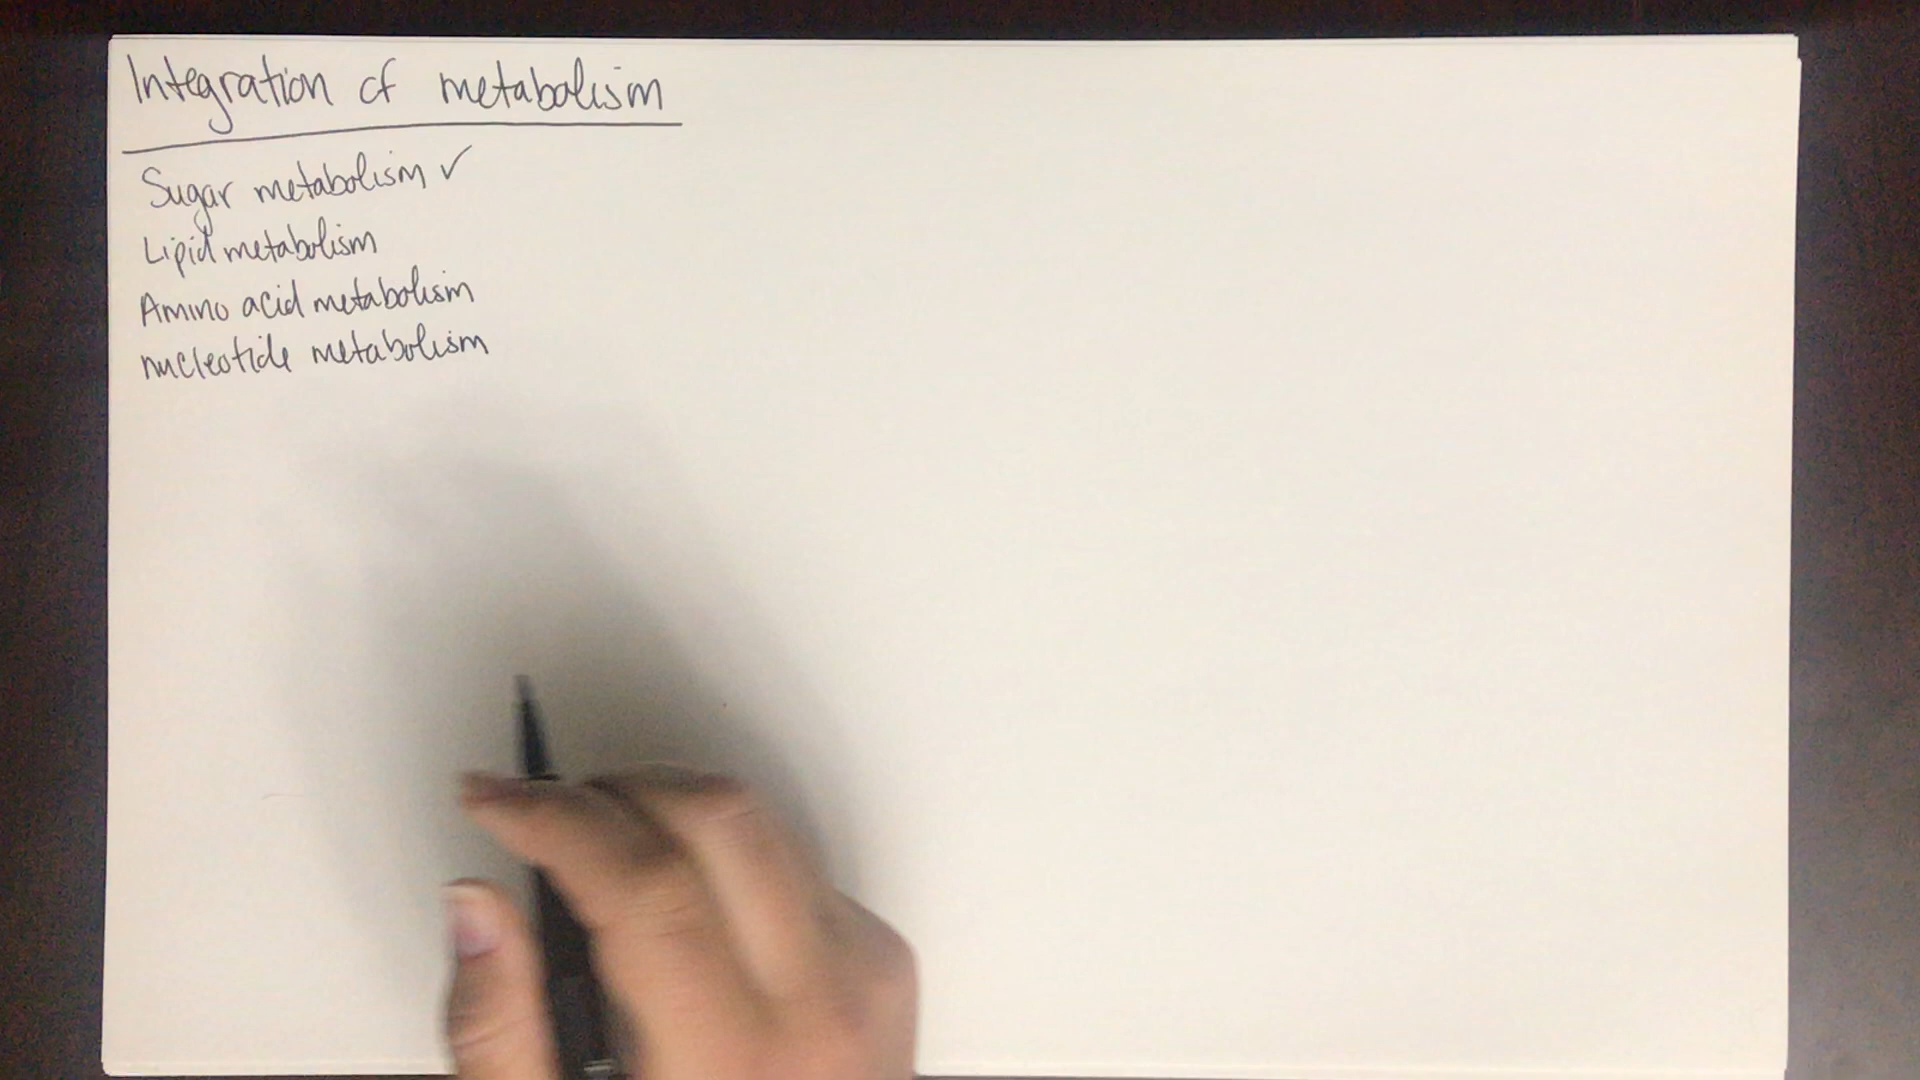 Integration of metabolism
Sugar metabolism ✓
Lipid metabolism
Amino acid metabolism
nucleotide metabolism